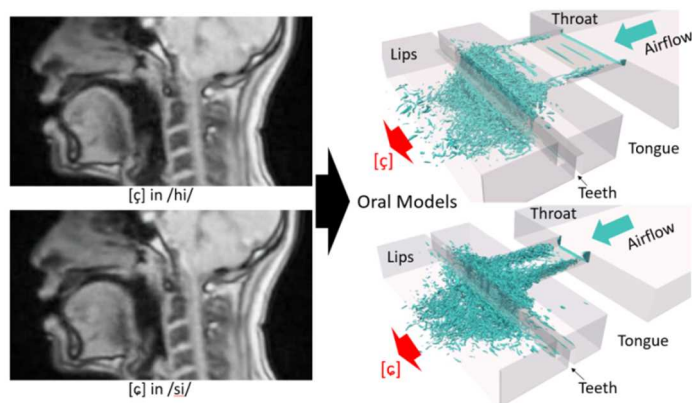 Throat
Airflow
Lips
[ç]
Tongue
Teeth
[ç] in /hi/
Oral Models
Throat
Airflow
Lips
Tongue
[ɕ]
Teeth
[ɕ] in /si/